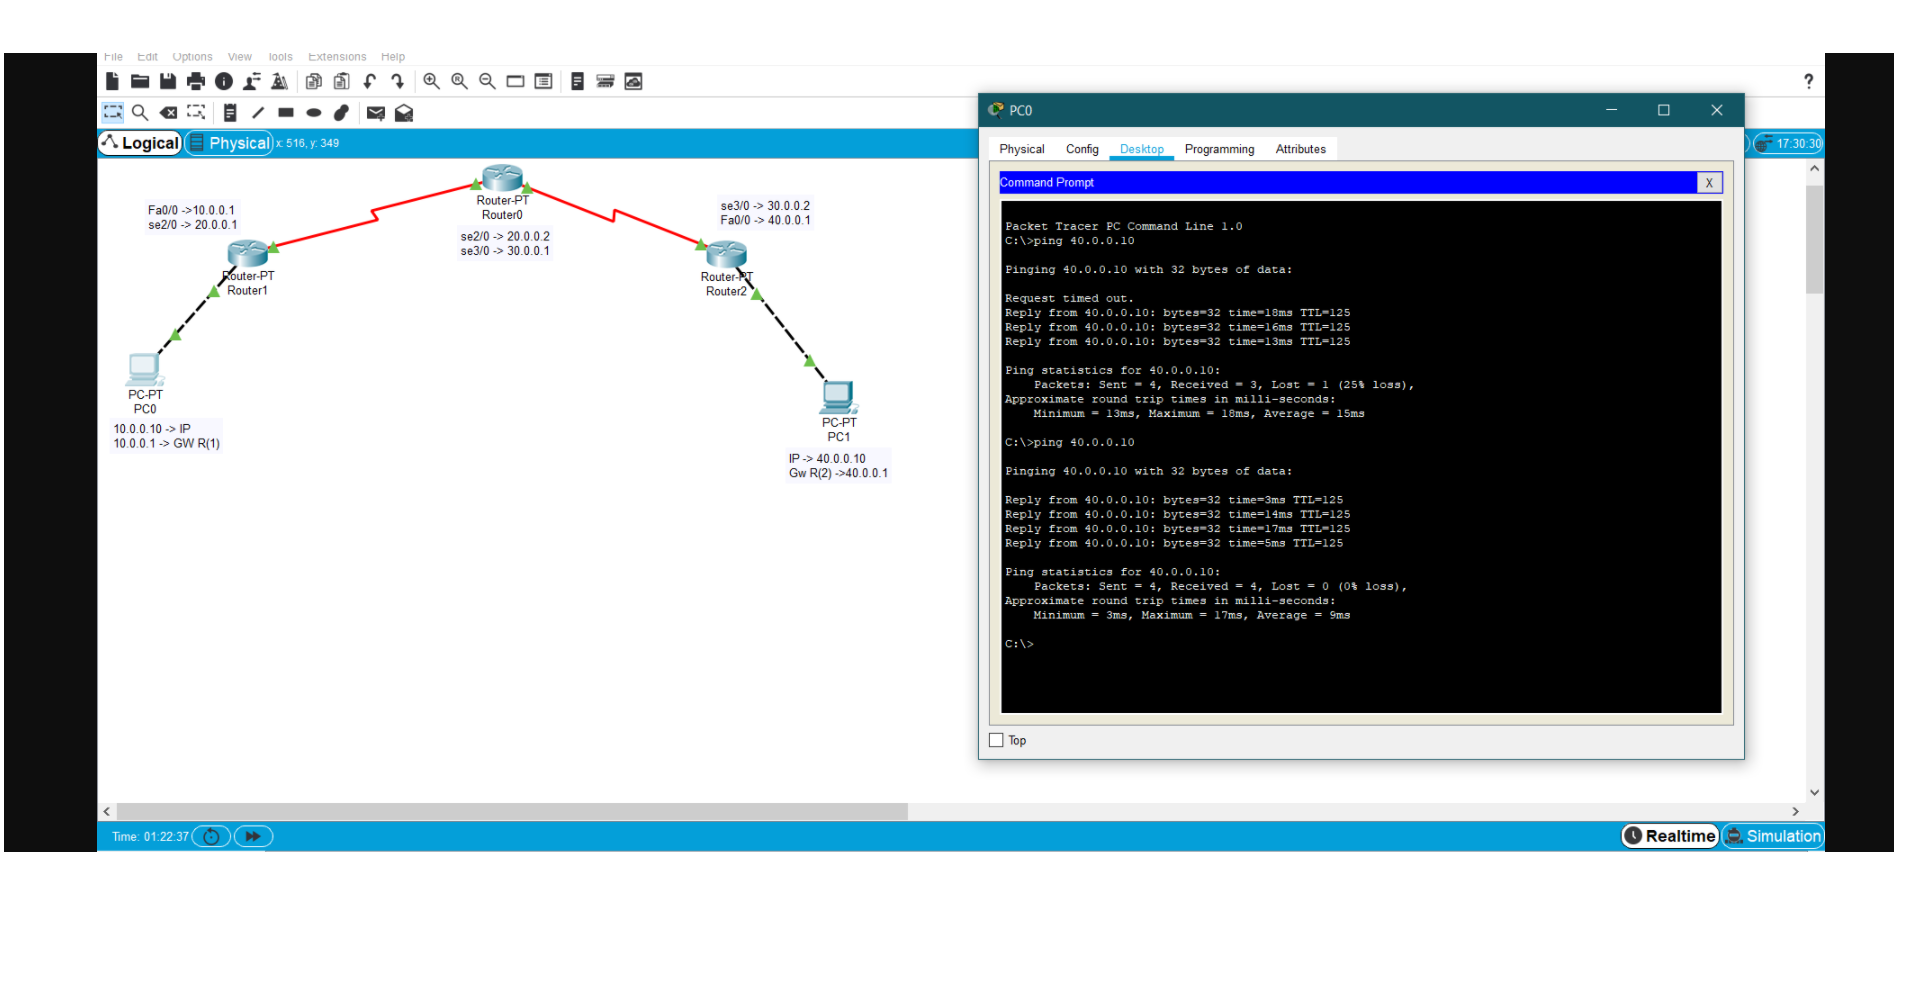 File Edit Options View Tools Extensions Help
?
Logical Physical x: 516, y: 349
17:30:30
Fa0/0 ->10.0.0.1
se2/0 -> 20.0.0.1
Router-PT
Router1
Router-PT
Router0
se2/0 -> 20.0.0.2
se3/0 -> 30.0.0.1
se3/0 -> 30.0.0.2
Fa0/0 -> 40.0.0.1
Router-PT
Router2
PC-PT
PC0
10.0.0.10 -> IP
10.0.0.1 -> GW R(1)
PC-PT
PC1
IP -> 40.0.0.10
Gw R(2) ->40.0.0.1
PC0
Physical Config Desktop Programming Attributes
Command Prompt
X
Packet Tracer PC Command Line 1.0
C:\>ping 40.0.0.10
Pinging 40.0.0.10 with 32 bytes of data:
Request timed out.
Reply from 40.0.0.10: bytes=32 time=18ms TTL=125
Reply from 40.0.0.10: bytes=32 time=16ms TTL=125
Reply from 40.0.0.10: bytes=32 time=13ms TTL=125
Ping statistics for 40.0.0.10:
Packets: Sent = 4, Received = 3, Lost = 1 (25% loss),
Approximate round trip times in milli-seconds:
Minimum = 13ms, Maximum = 18ms, Average = 15ms
C:\>ping 40.0.0.10
Pinging 40.0.0.10 with 32 bytes of data:
Reply from 40.0.0.10: bytes=32 time=3ms TTL=125
Reply from 40.0.0.10: bytes=32 time=14ms TTL=125
Reply from 40.0.0.10: bytes=32 time=17ms TTL=125
Reply from 40.0.0.10: bytes=32 time=5ms TTL=125
Ping statistics for 40.0.0.10:
Packets: Sent = 4, Received = 4, Lost = 0 (0% loss),
Approximate round trip times in milli-seconds:
Minimum = 3ms, Maximum = 17ms, Average = 9ms
C:\>
Top
Time: 01:22:37
Realtime Simulation